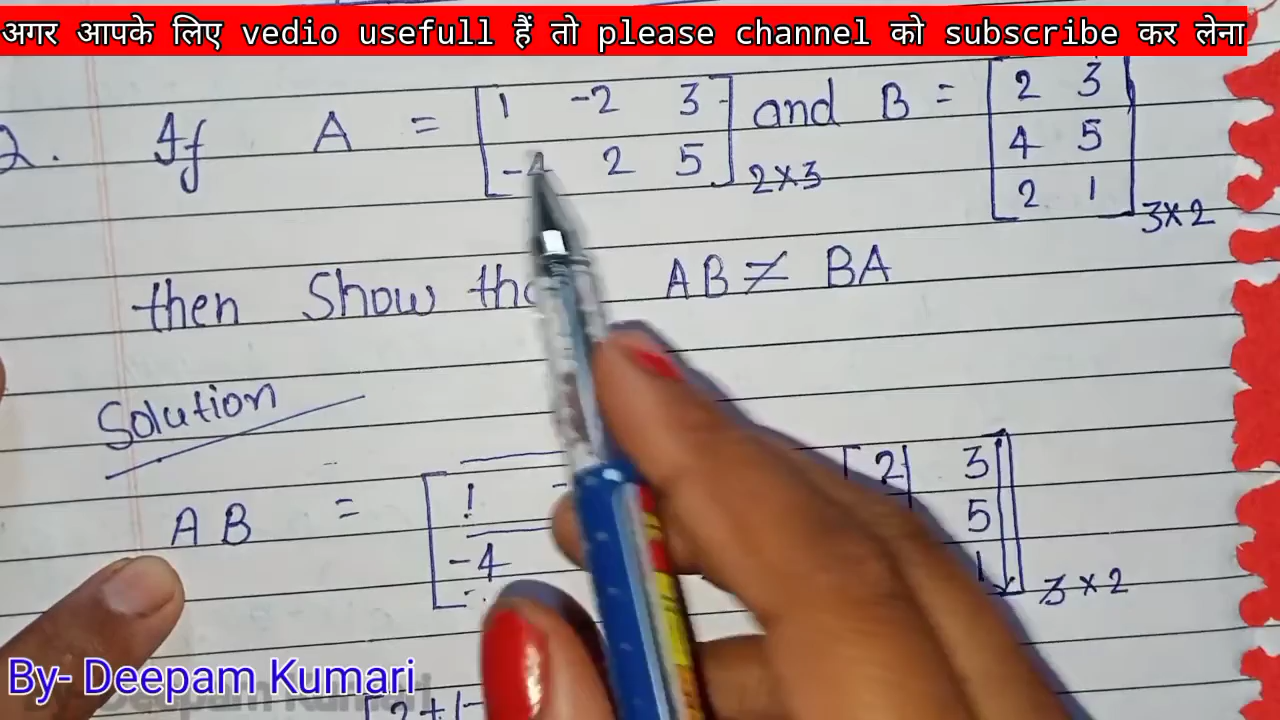 अगर आपके लिए vedio usefull हैं तो please channel को subscribe कर लेना
2. If A = [1 -2 3 and B = [2 3
-4 2 5] 2×3 4 5
2 1] 3×2
then Show AB ≠ BA
Solution
AB = [1 2 3
-4 5
1] 3×2
By- Deepam Kumari
[2+